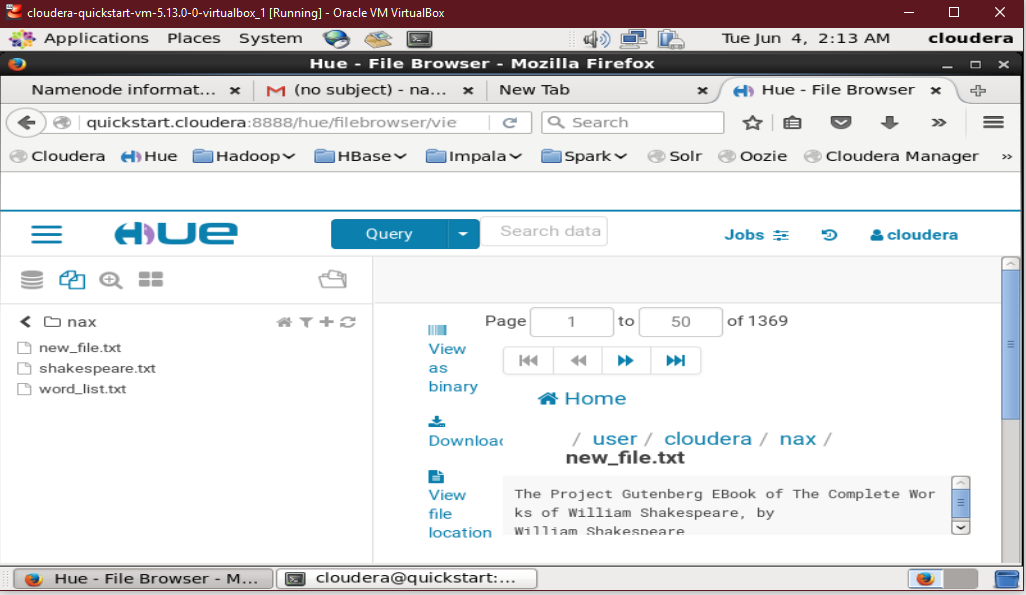 cloudera-quickstart-vm-5.13.0-0-virtualbox_1 [Running] - Oracle VM VirtualBox
Applications Places System Tue Jun 4, 2:13 AM cloudera
Hue - File Browser - Mozilla Firefox
Namenode informat... (no subject) - na... New Tab Hue - File Browser
quickstart.cloudera:8888/hue/filebrowser/vie Search
Cloudera Hue Hadoop HBase Impala Spark Solr Oozie Cloudera Manager »
HUE Query Search data Jobs cloudera
nax
new_file.txt
shakespeare.txt
word_list.txt
Page 1 to 50 of 1369
View
as
binary
Home
Download
/ user / cloudera / nax /
new_file.txt
View
file
location
The Project Gutenberg EBook of The Complete Wor
ks of William Shakespeare, by
William Shakespeare
Hue - File Browser - M... cloudera@quickstart:...